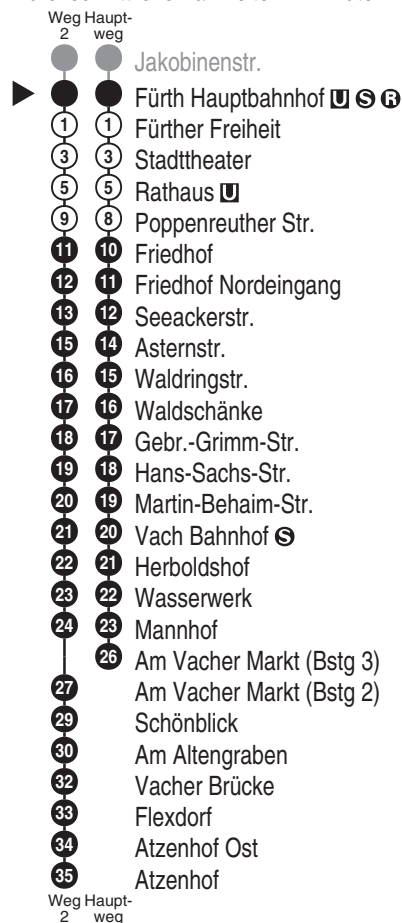 Weg Haupt-
2 weg
Jakobinenstr.
Fürth Hauptbahnhof U S R
1 1 Fürther Freiheit
3 3 Stadttheater
5 5 Rathaus U
9 8 Poppenreuther Str.
11 10 Friedhof
12 11 Friedhof Nordeingang
13 12 Seeackerstr.
15 14 Asternstr.
16 15 Waldringstr.
17 16 Waldschänke
18 17 Gebr.-Grimm-Str.
19 18 Hans-Sachs-Str.
20 19 Martin-Behaim-Str.
21 20 Vach Bahnhof S
22 21 Herboldshof
23 22 Wasserwerk
24 23 Mannhof
26 Am Vacher Markt (Bstg 3)
27 Am Vacher Markt (Bstg 2)
29 Schönblick
30 Am Altengraben
32 Vacher Brücke
33 Flexdorf
34 Atzenhof Ost
35 Atzenhof
Weg Haupt-
2 weg